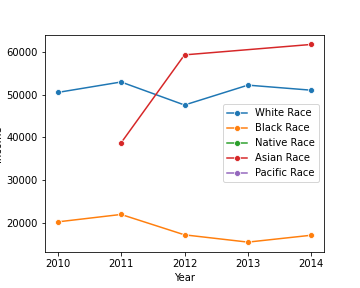 60000
50000
40000
30000
20000
White Race
Black Race
Native Race
Asian Race
Pacific Race
2010 2011 2012 2013 2014
Year